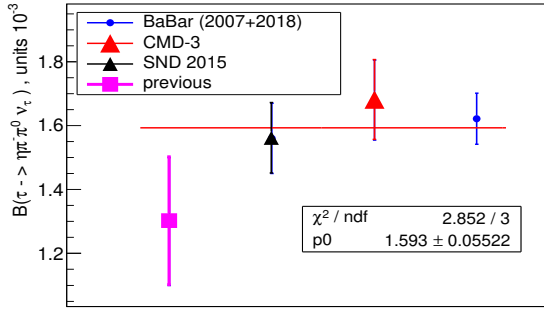 B(τ - > ηπ⁻π⁰ ν_τ ) , units 10⁻³
BaBar (2007+2018)
CMD-3
SND 2015
previous
1.8
1.6
1.4
1.2
χ² / ndf 2.852 / 3
p0 1.593 ± 0.05522